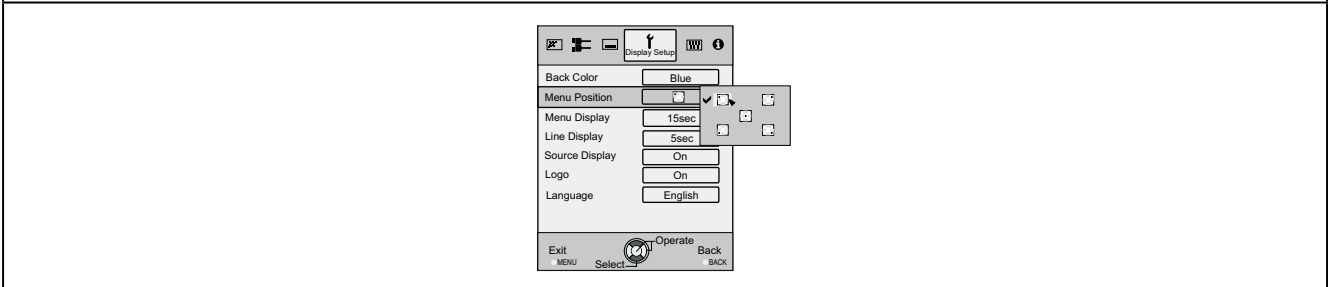 Display Setup
Back Color Blue
Menu Position
Menu Display 15sec
Line Display 5sec
Source Display On
Logo On
Language English
Operate
Exit Back
MENU Select BACK